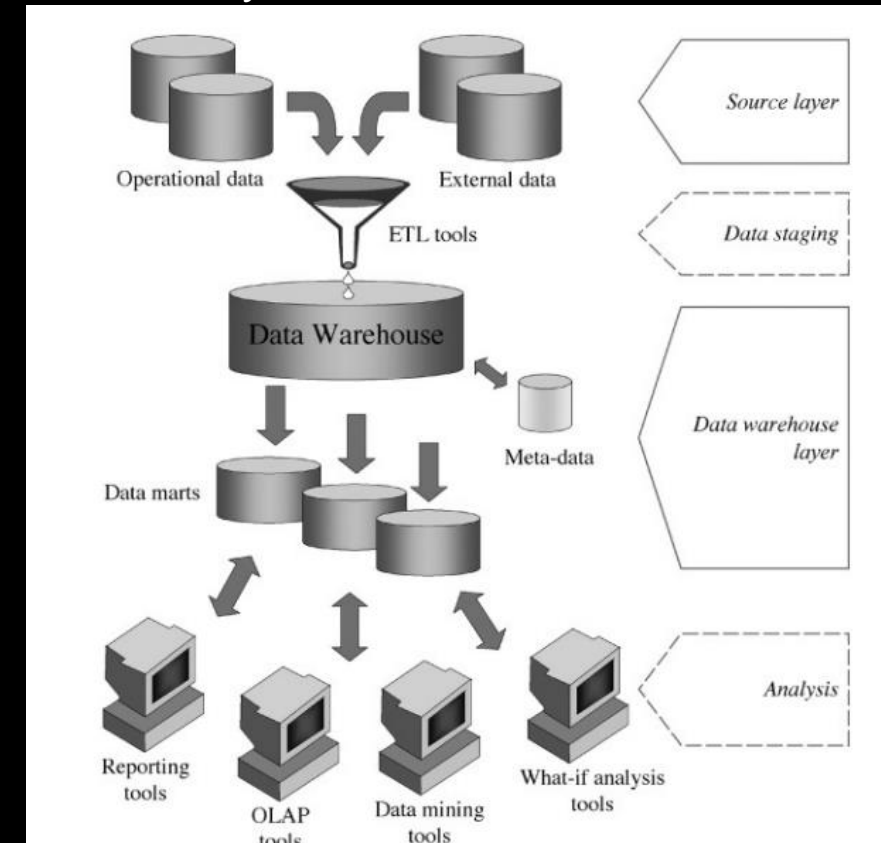 Source layer
Operational data
External data
ETL tools
Data staging
Data Warehouse
Meta-data
Data warehouse
layer
Data marts
Analysis
Reporting
tools
OLAP
tools
Data mining
tools
What-if analysis
tools